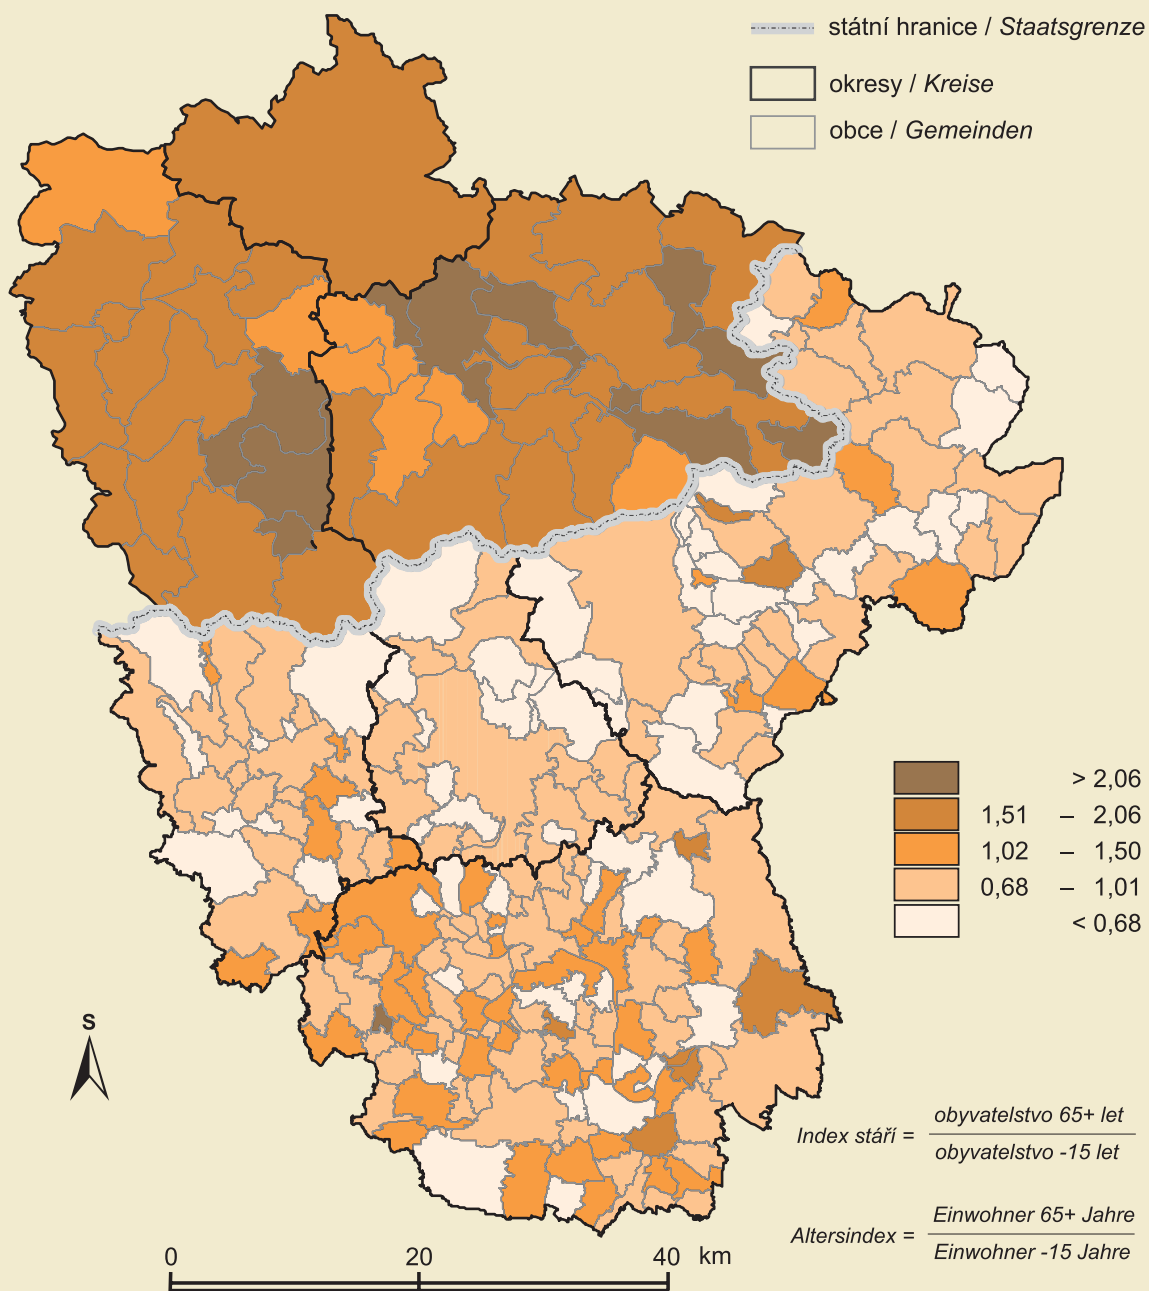 státní hranice / Staatsgrenze
okresy / Kreise
obce / Gemeinden
> 2,06
1,51 – 2,06
1,02 – 1,50
0,68 – 1,01
< 0,68
S
Index stáří = obyvatelstvo 65+ let
obyvatelstvo -15 let
Altersindex = Einwohner 65+ Jahre
Einwohner -15 Jahre
0 20 40 km